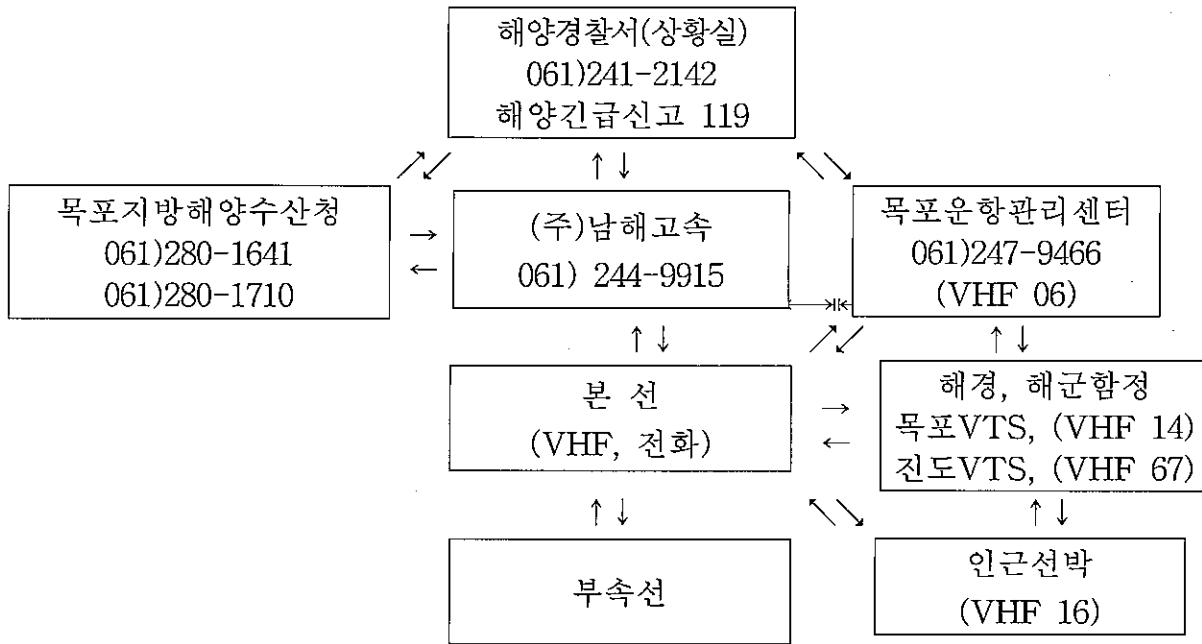 해양경찰서(상황실)
061)241-2142
해양긴급신고 119
목포지방해양수산청
061)280-1641
061)280-1710
(주)남해고속
061) 244-9915
목포운항관리센터
061)247-9466
(VHF 06)
본 선
(VHF, 전화)
해경, 해군함정
목포VTS, (VHF 14)
진도VTS, (VHF 67)
부속선
인근선박
(VHF 16)